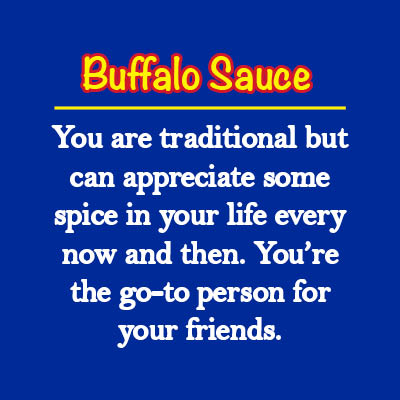 Buffalo Sauce
You are traditional but
can appreciate some
spice in your life every
now and then. You’re
the go-to person for
your friends.